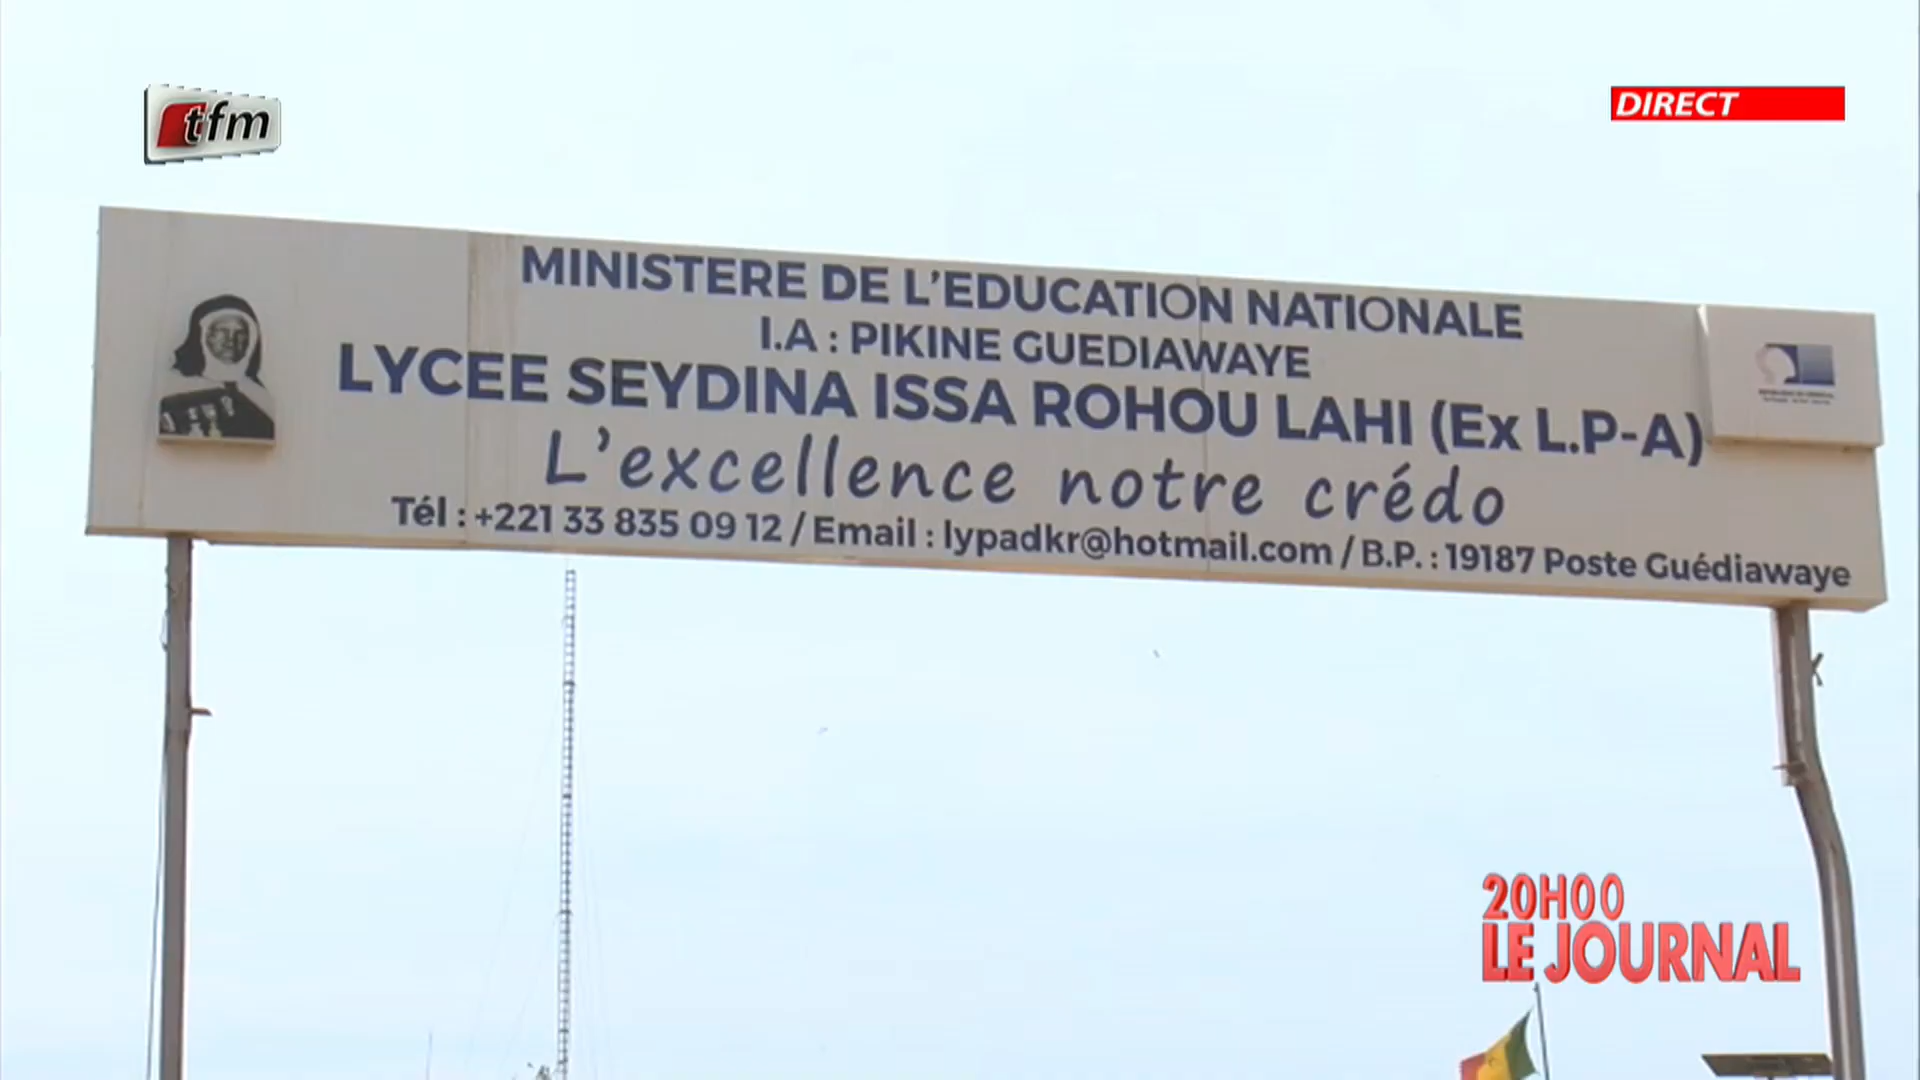 tfm
DIRECT
MINISTERE DE L'EDUCATION NATIONALE
I.A : PIKINE GUEDIAWAYE
LYCEE SEYDINA ISSA ROHOU LAHI (Ex L.P-A)
L'excellence notre crédo
Tél : +221 33 835 09 12 / Email : lypadkr@hotmail.com / B.P. : 19187 Poste Guédiawaye
20H00
LE JOURNAL